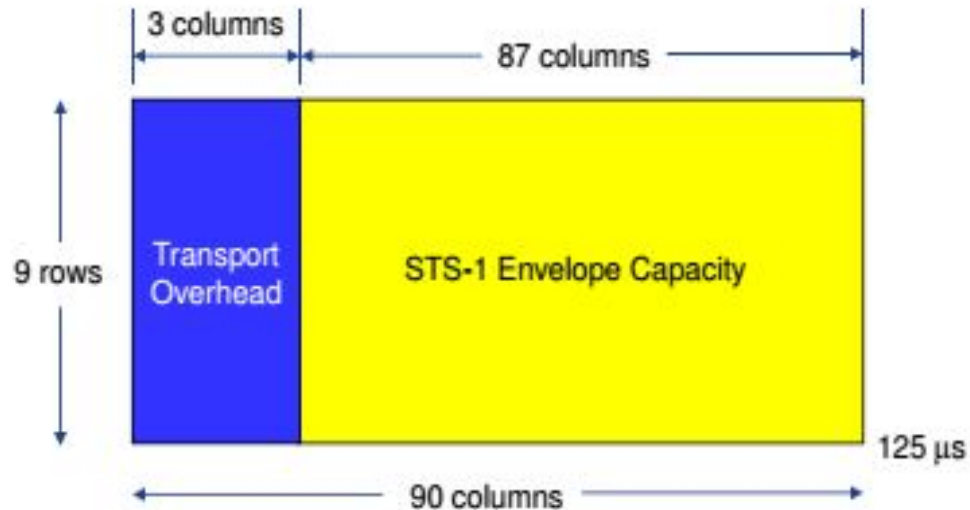 3 columns
87 columns
9 rows
Transport
Overhead
STS-1 Envelope Capacity
125 μs
90 columns